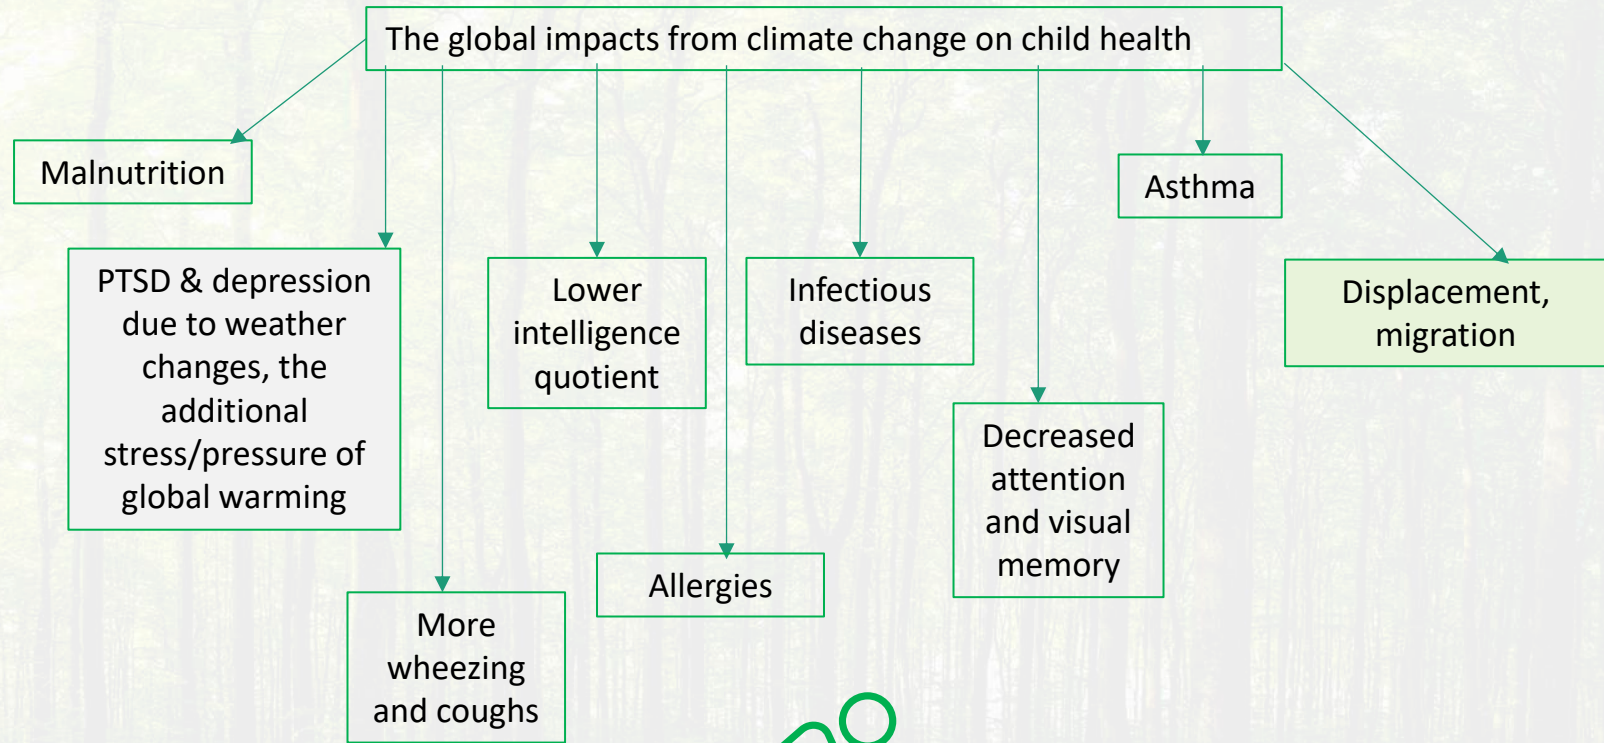 The global impacts from climate change on child health
Malnutrition
Asthma
PTSD & depression
due to weather
changes, the
additional
stress/pressure of
global warming
Lower
intelligence
quotient
Infectious
diseases
Displacement,
migration
Decreased
attention
and visual
memory
Allergies
More
wheezing
and coughs